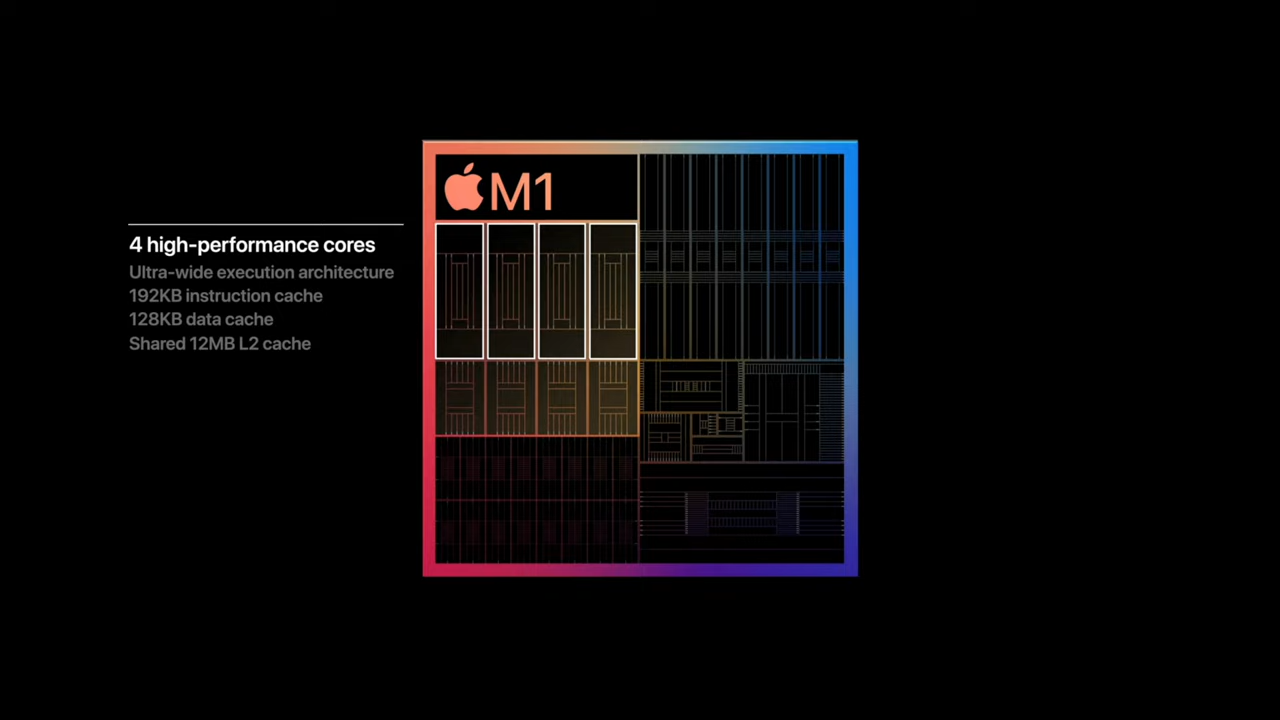 M1
4 high-performance cores
Ultra-wide execution architecture
192KB instruction cache
128KB data cache
Shared 12MB L2 cache